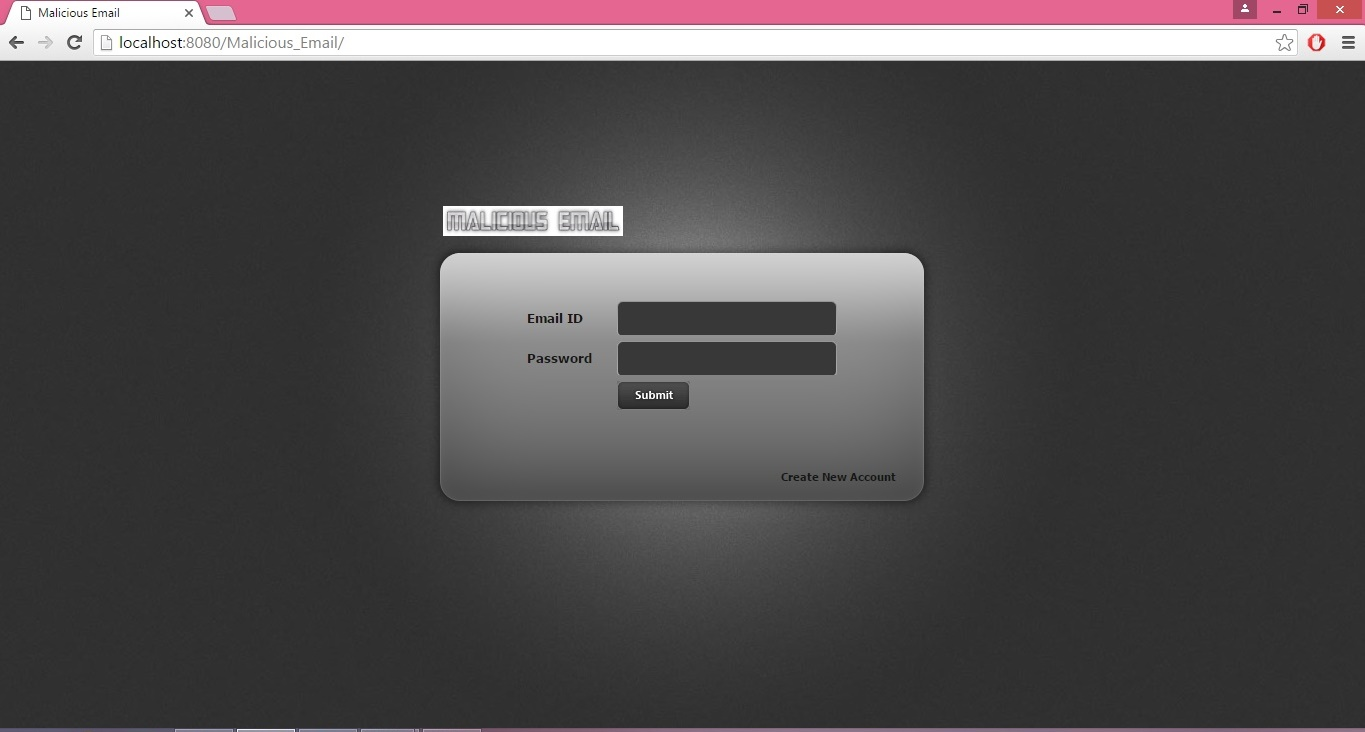 Malicious Email
localhost:8080/Malicious_Email/
MALICIOUS EMAIL
Email ID
Password
Submit
Create New Account